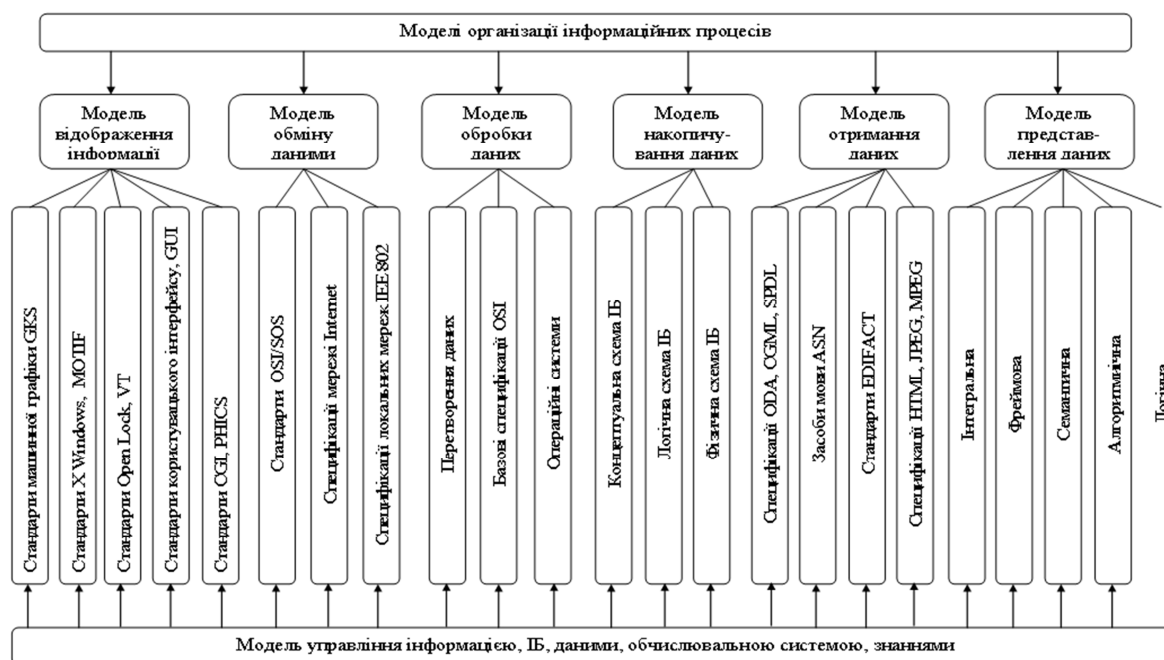 Моделі організації інформаційних процесів
Модель
відображення
інформації
Модель
обміну
даними
Модель
обробки
даних
Модель
накопичу-
вування даних
Модель
отримання
даних
Модель
представ-
лення даних
Стандарти машинної графіки GKS
Стандарти X Windows, MOTIF
Стандарти Open Lock, VT
Стандарти користувацького інтерфейсу, GUI
Стандарти CGI, PHICS
Стандарти OSI/SOS
Специфікації мережі Internet
Специфікації локальних мереж IEE802
Перетворення даних
Базові специфікації OSI
Операційні системи
Концептуальна схема ІБ
Логічна схема ІБ
Фізична схема ІБ
Специфікації ODA, CGML, SPDL
Засоби мови ASN
Стандарти EDIFACT
Специфікації HTML, JPEG, MPEG
Інтегральна
Фреймова
Семантична
Алгоритмічна
Модель управління інформацією, ІБ, даними, обчислювальною системою, знаннями